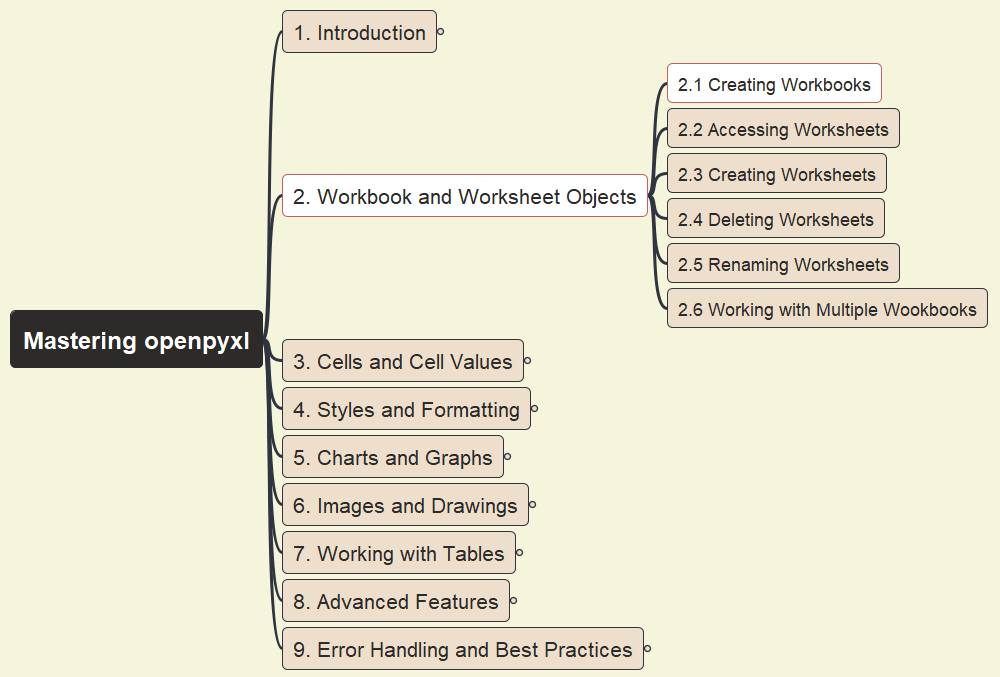 Mastering openpyxl
1. Introduction
2. Workbook and Worksheet Objects
2.1 Creating Workbooks
2.2 Accessing Worksheets
2.3 Creating Worksheets
2.4 Deleting Worksheets
2.5 Renaming Worksheets
2.6 Working with Multiple Wookbooks
3. Cells and Cell Values
4. Styles and Formatting
5. Charts and Graphs
6. Images and Drawings
7. Working with Tables
8. Advanced Features
9. Error Handling and Best Practices